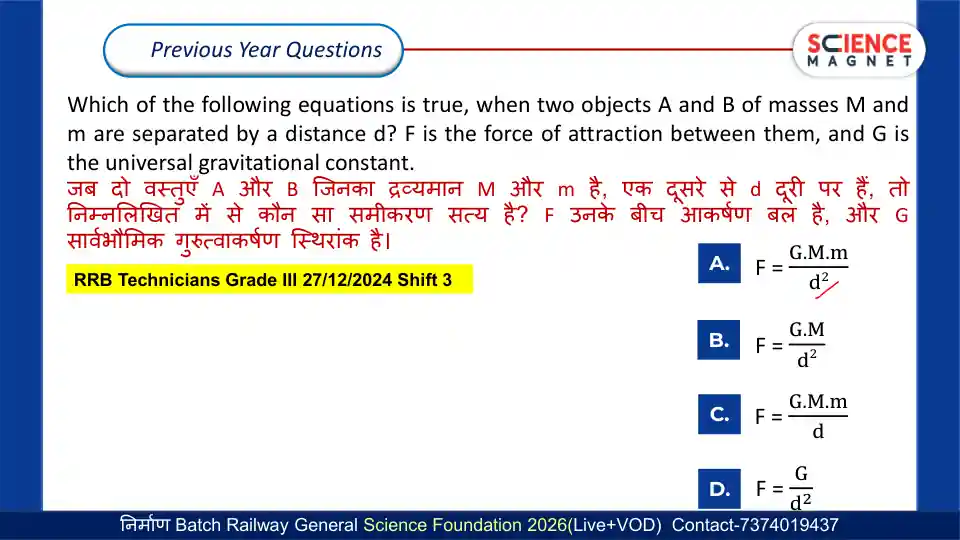 Previous Year Questions
SCIENCE
MAGNET
Which of the following equations is true, when two objects A and B of masses M and
m are separated by a distance d? F is the force of attraction between them, and G is
the universal gravitational constant.
जब दो वस्तुएँ A और B जिनका द्रव्यमान M और m है, एक दूसरे से d दूरी पर हैं, तो
निम्नलिखित में से कौन सा समीकरण सत्य है? F उनके बीच आकर्षण बल है, और G
सार्वभौमिक गुरुत्वाकर्षण स्थिरांक है।
RRB Technicians Grade III 27/12/2024 Shift 3
A. F = G.M.m/d²
B. F = G.M/d²
C. F = G.M.m/d
D. F = G/d²
निर्माण Batch Railway General Science Foundation 2026(Live+VOD) Contact-7374019437